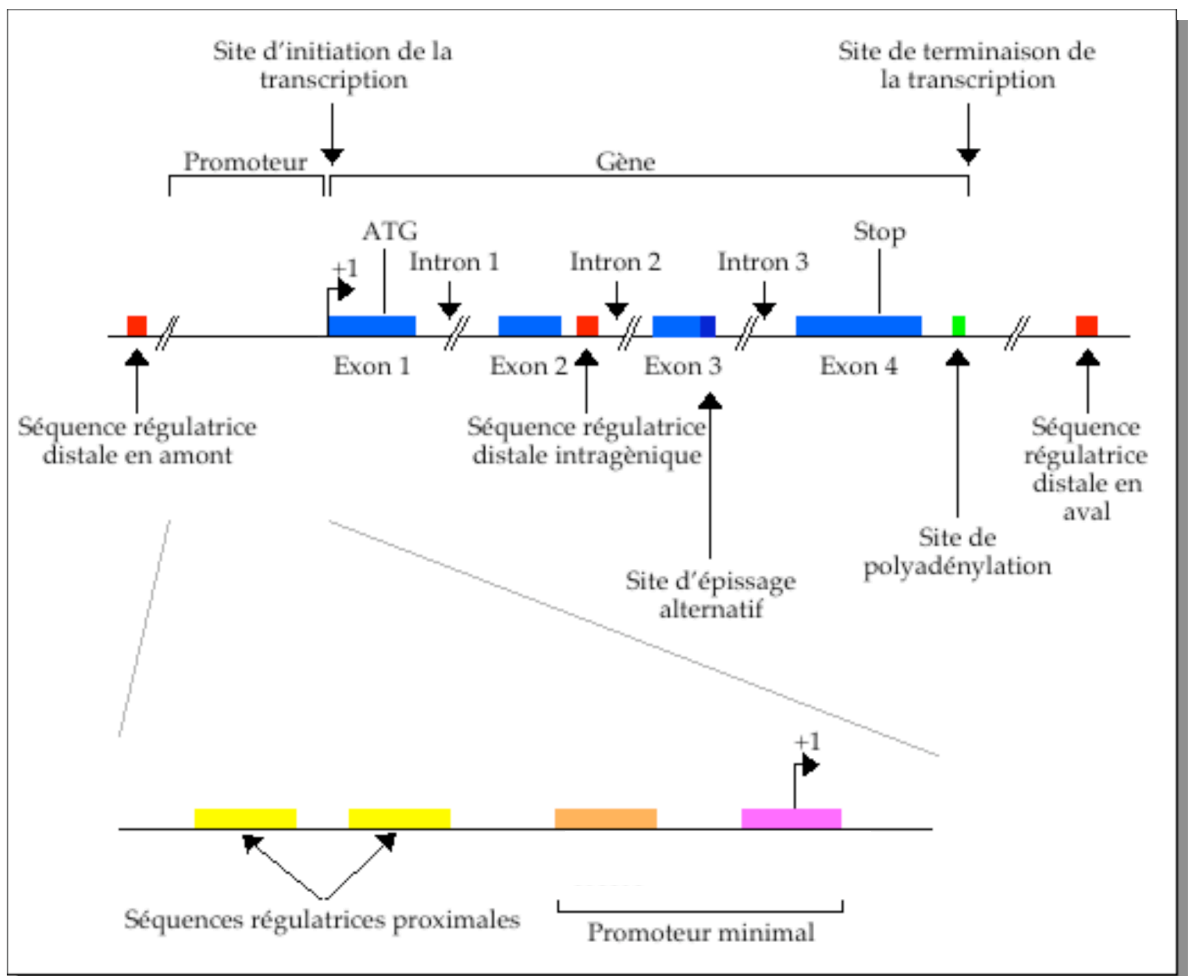 Site d'initiation de la
transcription
Site de terminaison de
la transcription
Promoteur
Gène
ATG
Stop
+1
Intron 1
Intron 2
Intron 3
Exon 1
Exon 2
Exon 3
Exon 4
Séquence régulatrice
distale en amont
Séquence régulatrice
distale intragènique
Séquence
régulatrice
distale en
aval
Site de
polyadénylation
Site d'épissage
alternatif
+1
Séquences régulatrices proximales
Promoteur minimal